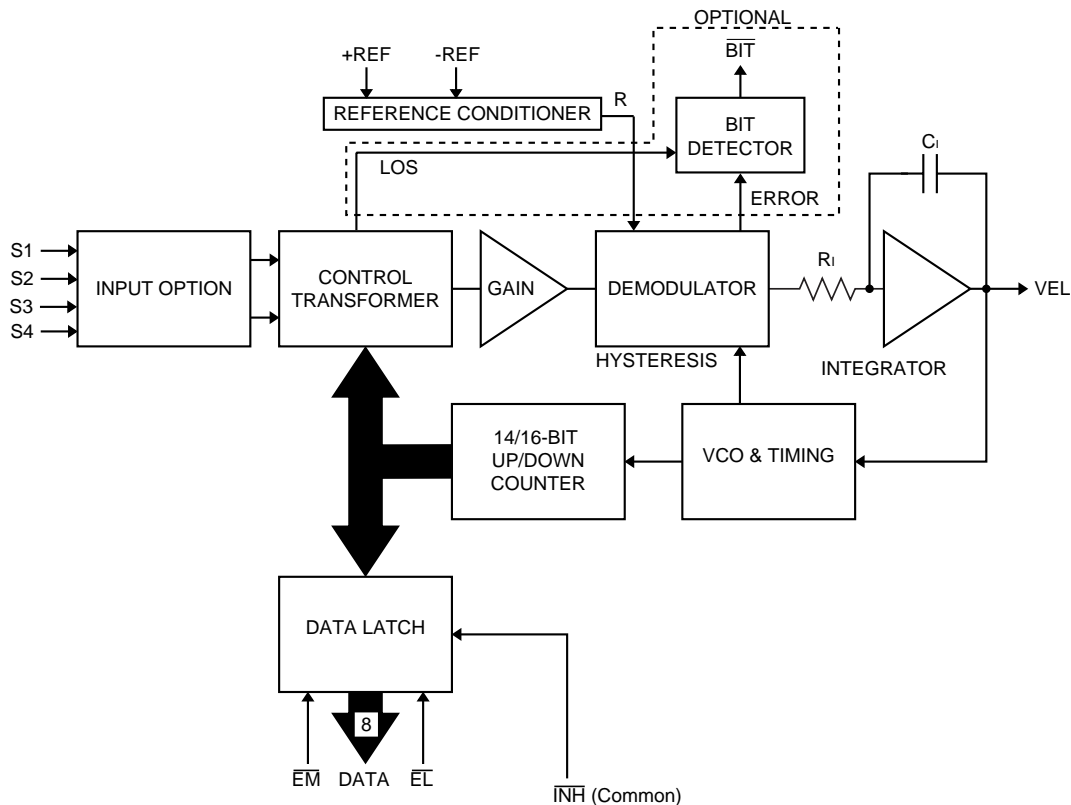 OPTIONAL
+REF
-REF
BIT
REFERENCE CONDITIONER
R
BIT
DETECTOR
LOS
ERROR
Cı
S1
S2
S3
S4
INPUT OPTION
CONTROL
TRANSFORMER
GAIN
DEMODULATOR
Rı
VEL
HYSTERESIS
INTEGRATOR
14/16-BIT
UP/DOWN
COUNTER
VCO & TIMING
DATA LATCH
8
EM
DATA
EL
INH (Common)